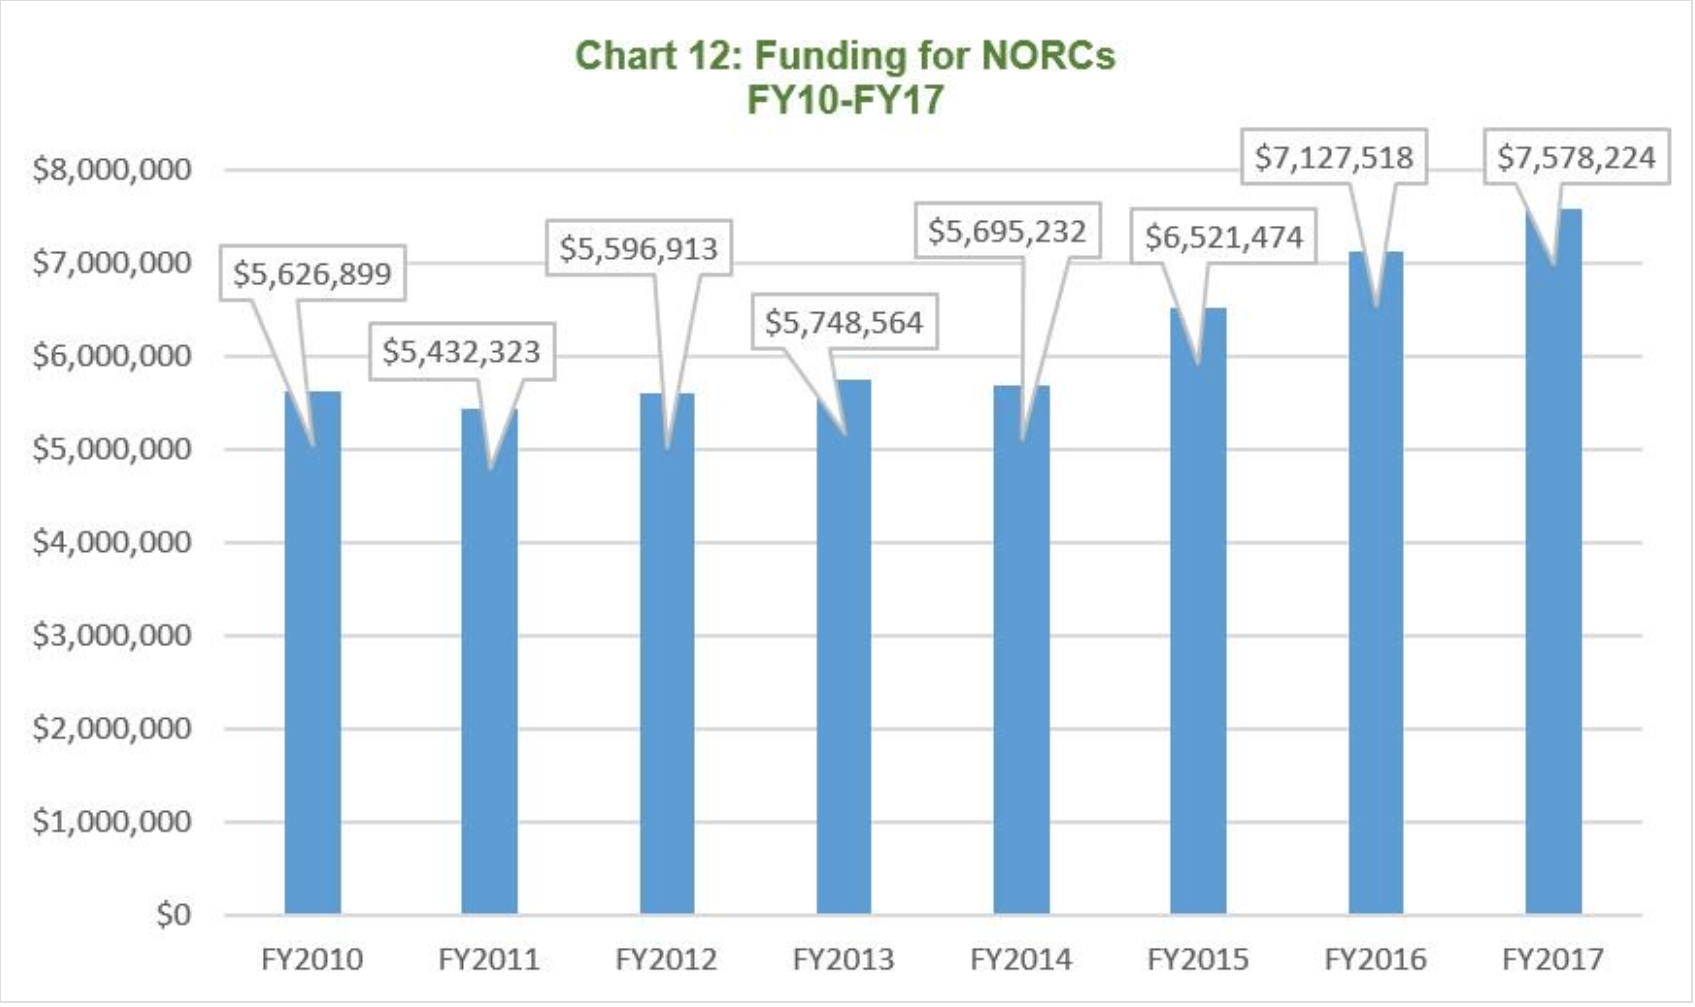 Chart 12: Funding for NORCs
FY10-FY17
$8,000,000
$7,000,000
$6,000,000
$5,000,000
$4,000,000
$3,000,000
$2,000,000
$1,000,000
$0
$5,626,899
$5,432,323
$5,596,913
$5,748,564
$5,695,232
$6,521,474
$7,127,518
$7,578,224
FY2010
FY2011
FY2012
FY2013
FY2014
FY2015
FY2016
FY2017